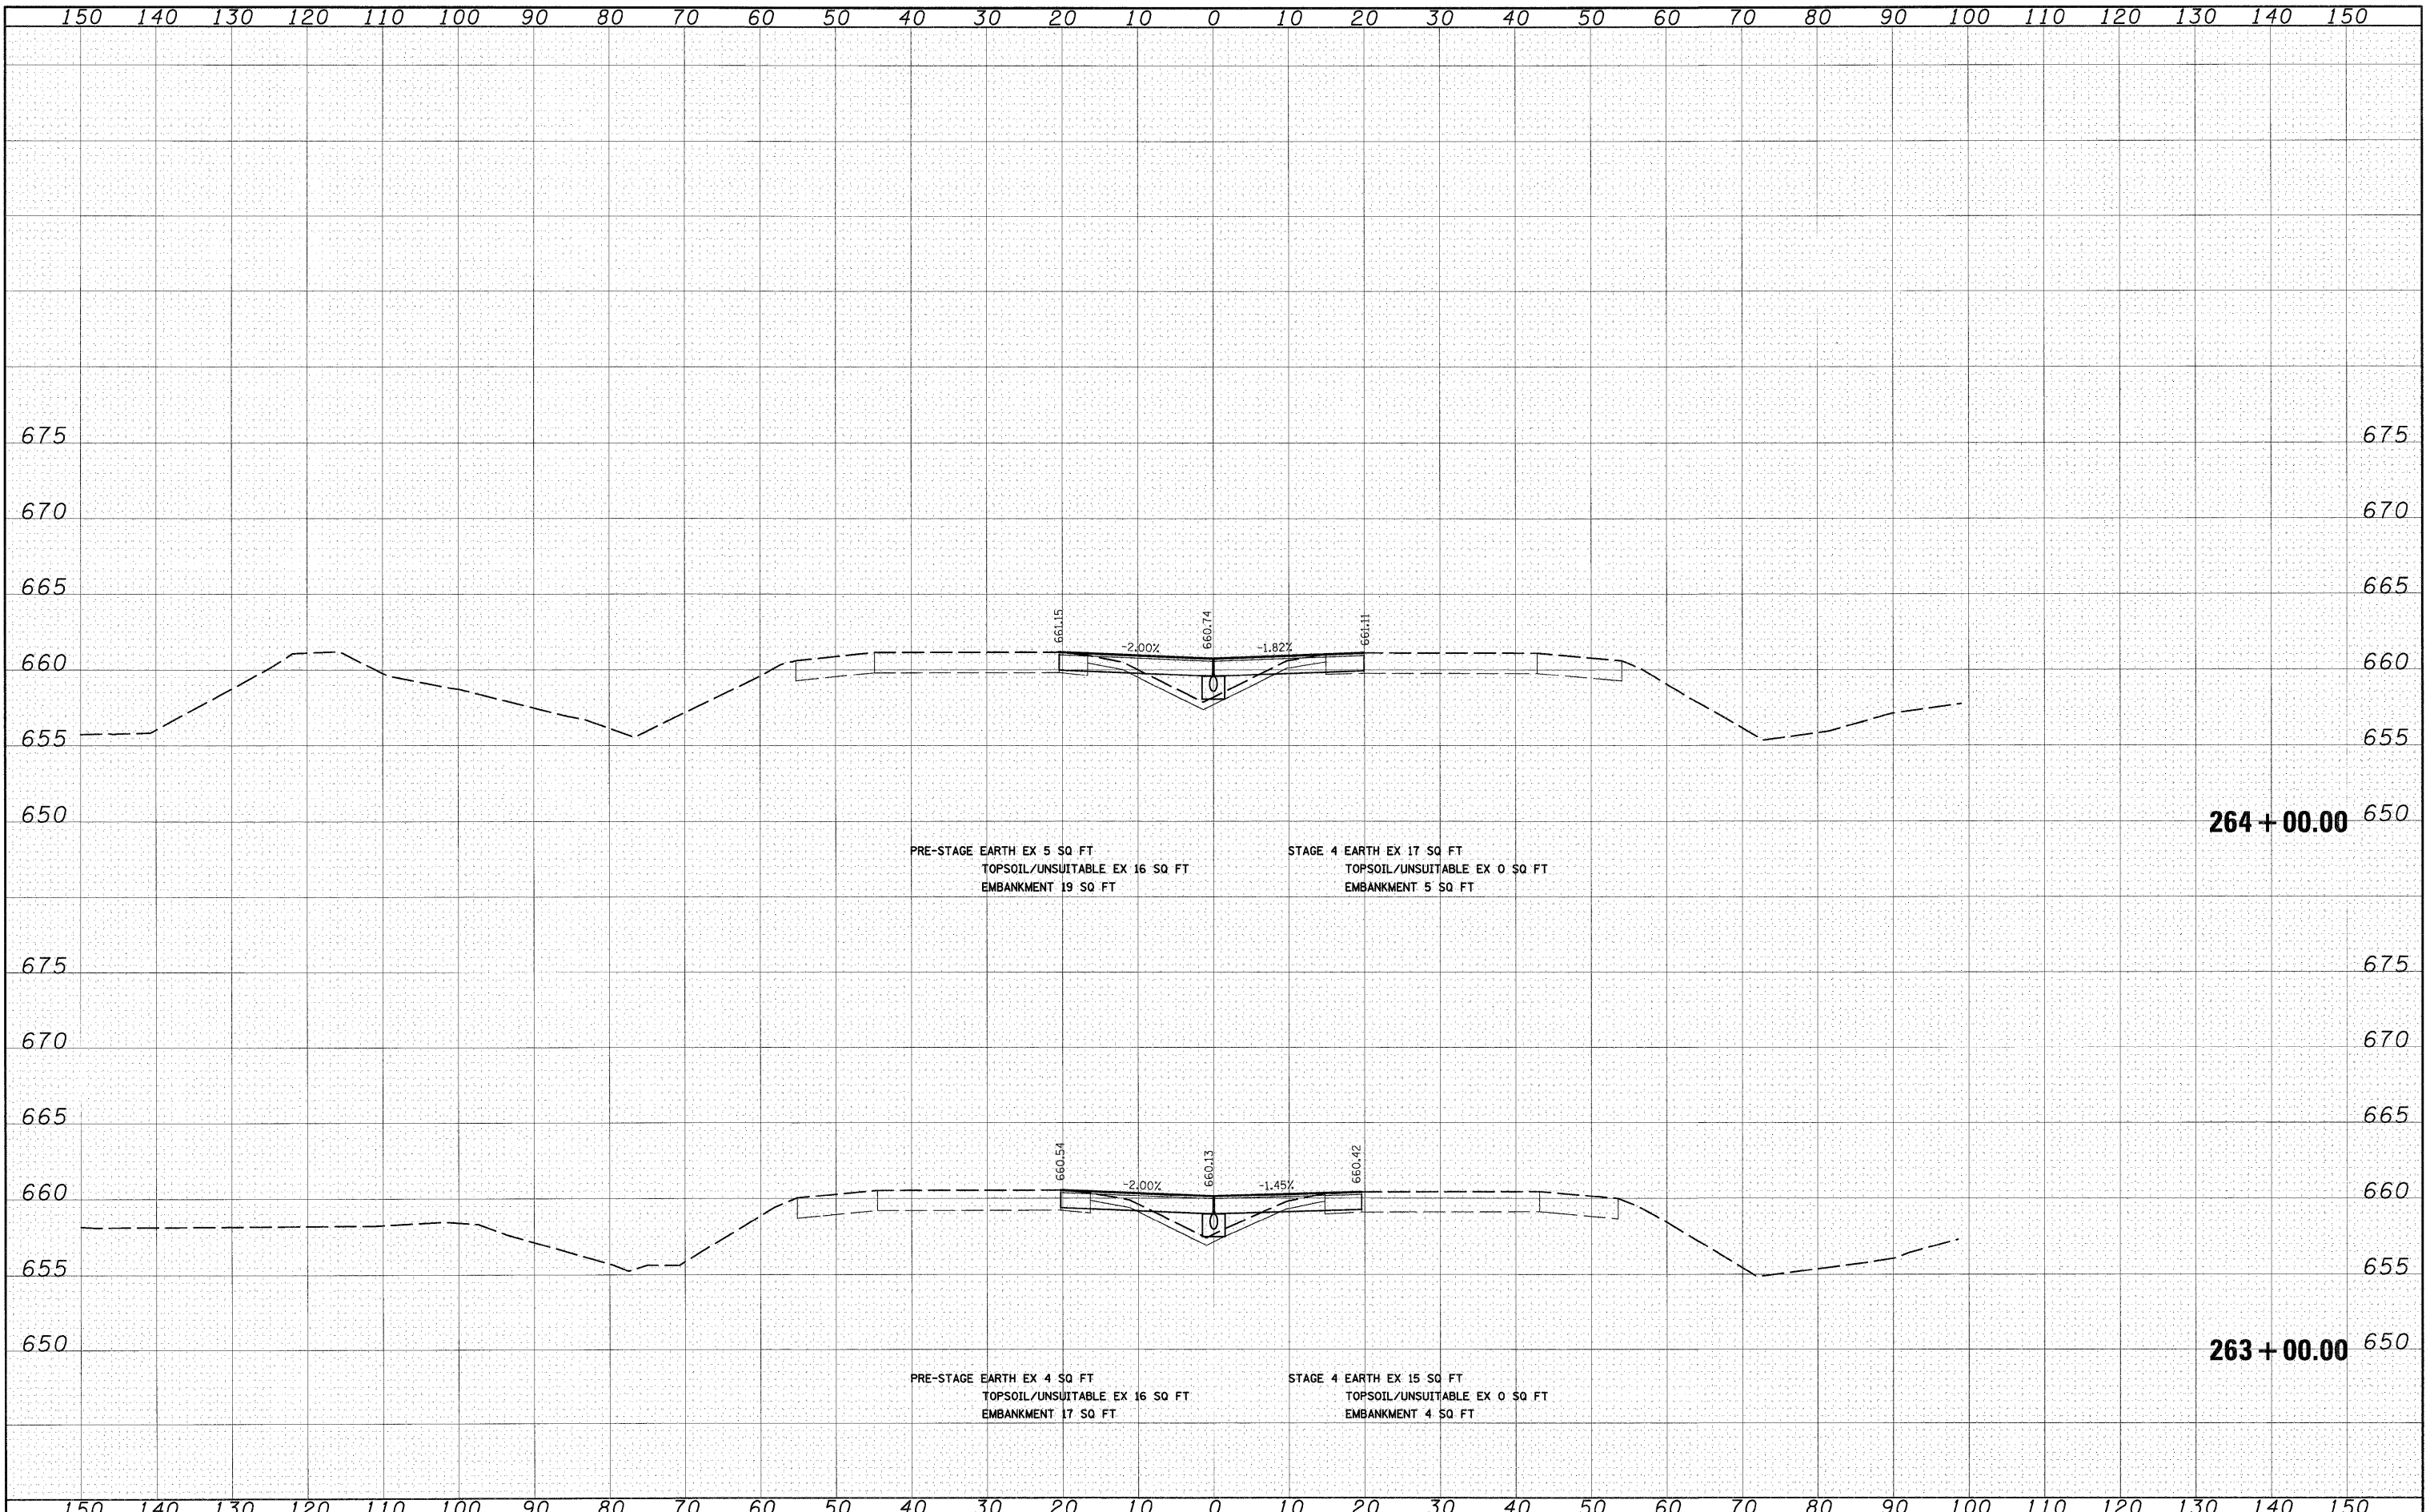 150 140 130 120 110 100 90 80 70 60 50 40 30 20 10 0 10 20 30 40 50 60 70 80 90 100 110 120 130 140 150
675 675
670 670
665 665
661.15 660.74 661.11
-2.00% -1.82%
660 660
655 655
650 264+00.00 650
PRE-STAGE EARTH EX 5 SQ FT STAGE 4 EARTH EX 17 SQ FT
TOPSOIL/UNSUITABLE EX 16 SQ FT TOPSOIL/UNSUITABLE EX 0 SQ FT
EMBANKMENT 19 SQ FT EMBANKMENT 5 SQ FT
675 675
670 670
665 665
660.54 660.13 660.42
-2.00% -1.45%
660 660
655 655
650 263+00.00 650
PRE-STAGE EARTH EX 4 SQ FT STAGE 4 EARTH EX 15 SQ FT
TOPSOIL/UNSUITABLE EX 16 SQ FT TOPSOIL/UNSUITABLE EX 0 SQ FT
EMBANKMENT 17 SQ FT EMBANKMENT 4 SQ FT
150 140 130 120 110 100 90 80 70 60 50 40 30 20 10 0 10 20 30 40 50 60 70 80 90 100 110 120 130 140 150